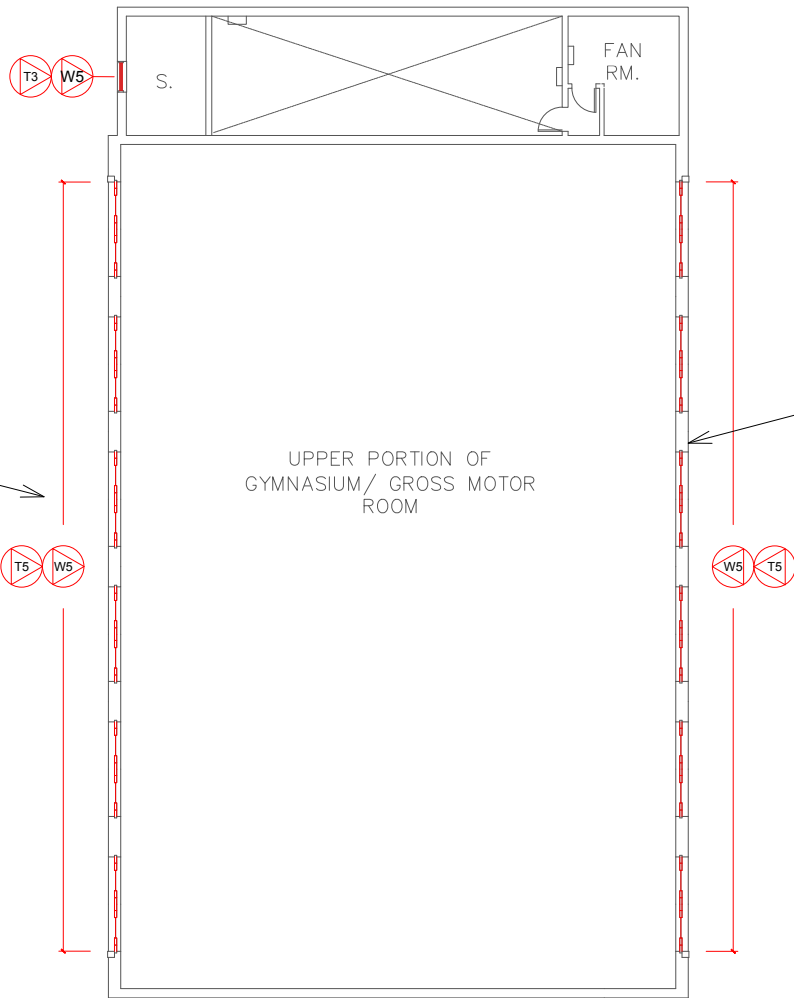 T3 W5
S.
FAN
RM.
UPPER PORTION OF
GYMNASIUM/ GROSS MOTOR
ROOM
T5 W5
W5 T5